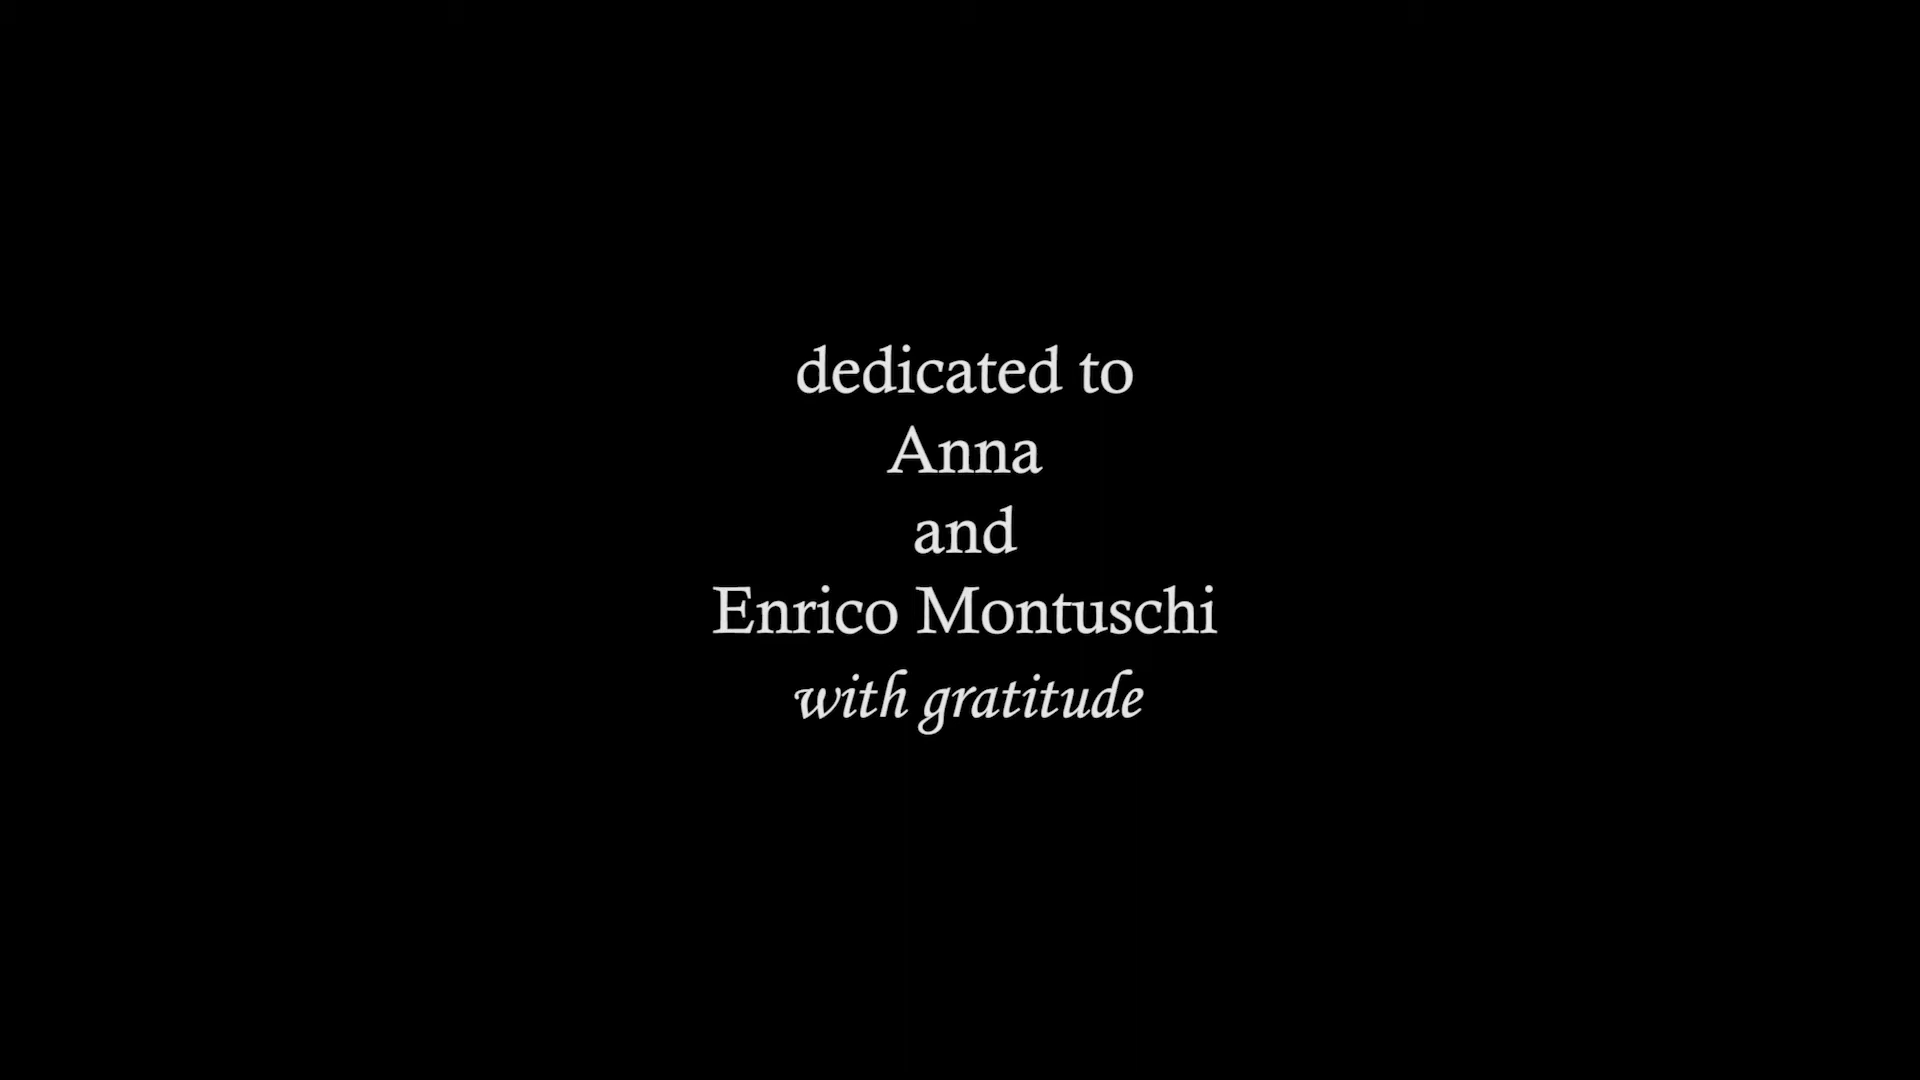 dedicated to
Anna
and
Enrico Montuschi
with gratitude